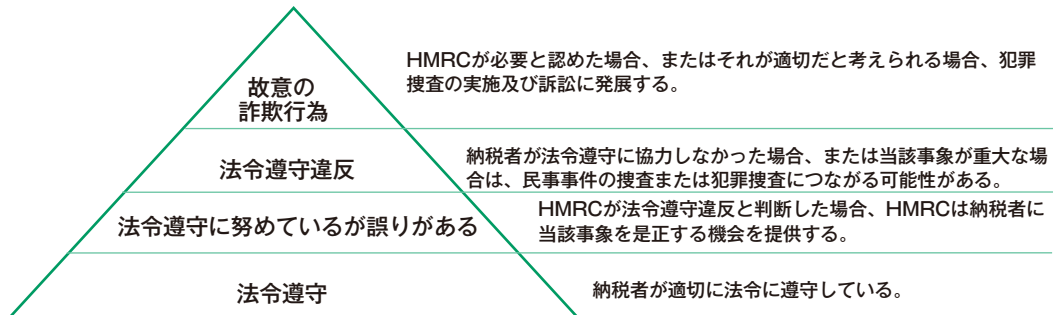 故意の
詐欺行為
HMRCが必要と認めた場合、またはそれが適切だと考えられる場合、犯罪
捜査の実施及び訴訟に発展する。
法令遵守違反
納税者が法令遵守に協力しなかった場合、または当該事象が重大な場
合は、民事事件の捜査または犯罪捜査につながる可能性がある。
法令遵守に努めているが誤りがある
HMRCが法令遵守違反と判断した場合、HMRCは納税者に
当該事象を是正する機会を提供する。
法令遵守
納税者が適切に法令に遵守している。